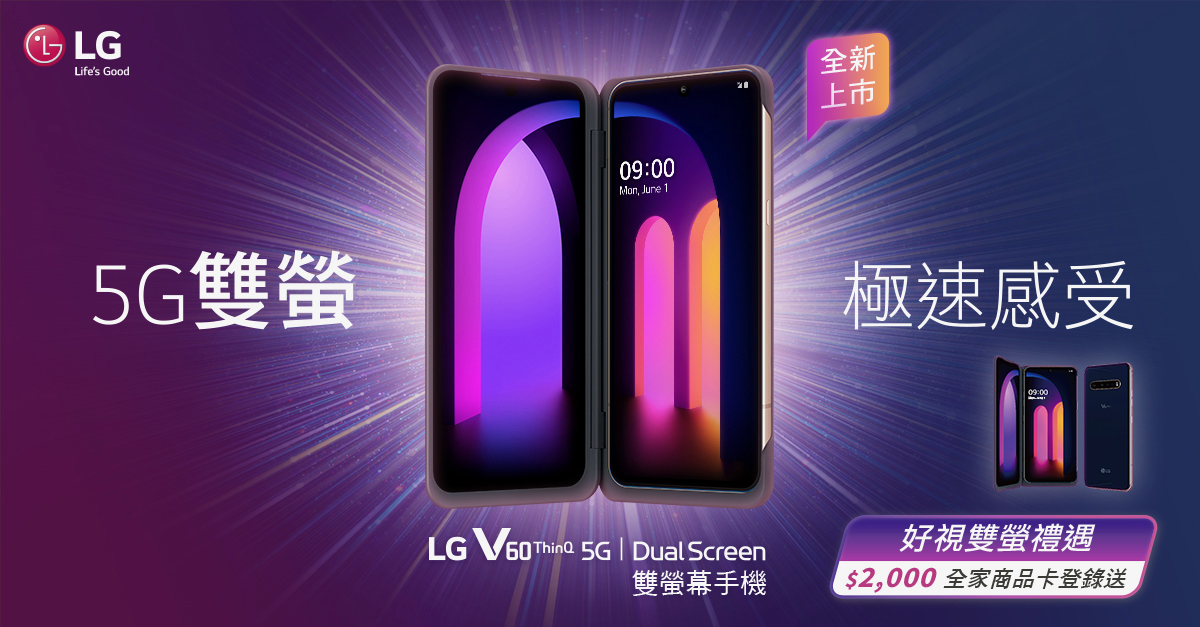 LG
Life's Good
全新
上市
09:00
Mon, June 1
5G雙螢
極速感受
09:00
LG V60 ThinQ 5G | Dual Screen
雙螢幕手機
好視雙螢禮遇
$2,000 全家商品卡登錄送